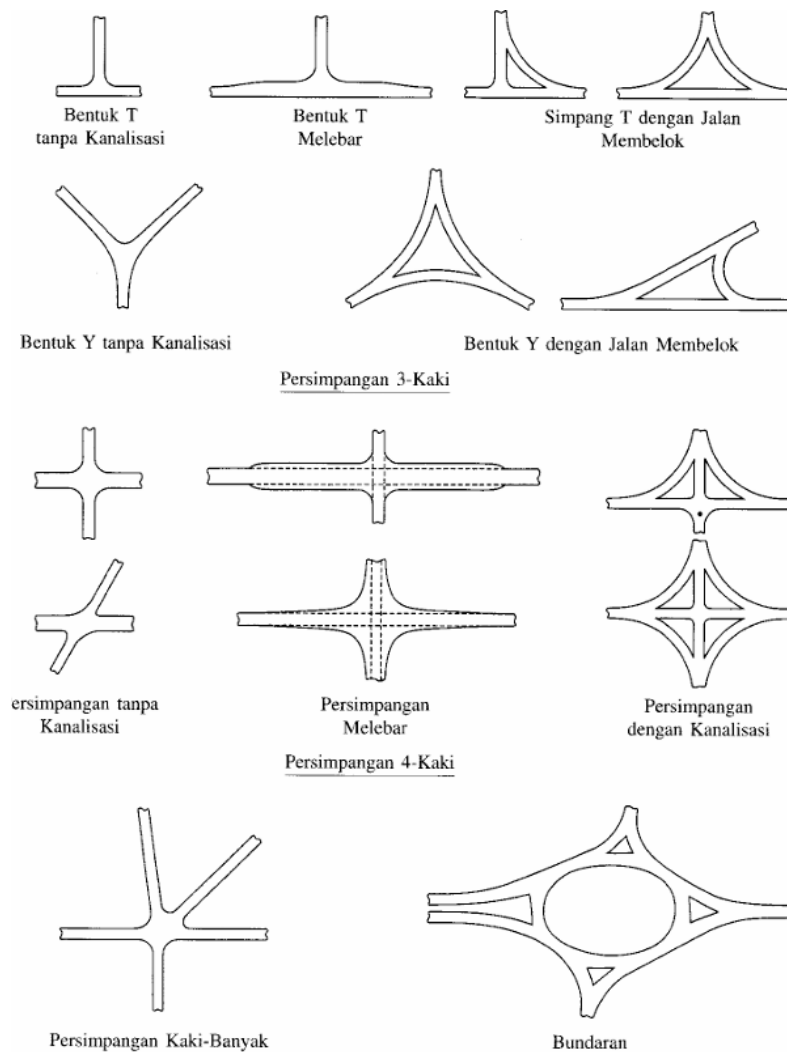 Bentuk T
tanpa Kanalisasi
Bentuk T
Melebar
Simpang T dengan Jalan
Membelok
Bentuk Y tanpa Kanalisasi
Bentuk Y dengan Jalan Membelok
Persimpangan 3-Kaki
ersimpangan tanpa
Kanalisasi
Persimpangan
Melebar
Persimpangan
dengan Kanalisasi
Persimpangan 4-Kaki
Persimpangan Kaki-Banyak
Bundaran